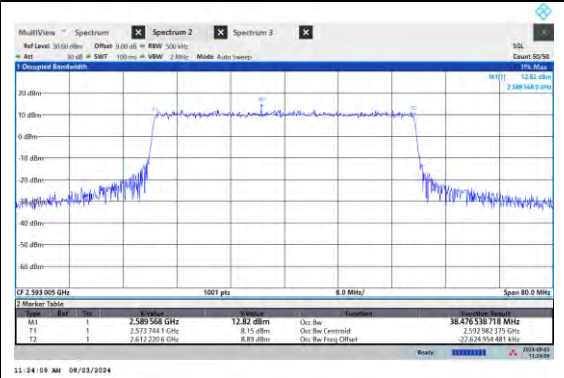 MultiView Spectrum Spectrum 2 Spectrum 3
Ref Level 30.00 dBm Offset 0.00 dB RBW 500 kHz SGL
Att 30 dB SWT 100 ms VBW 2 MHz Mode Auto Sweep Count 50/50
1 Occupied Bandwidth 1Pk Max
M1[1] 12.82 dBm
2.589 568 0 GHz
20 dBm
M1
T1 T2
10 dBm
0 dBm
-10 dBm
-20 dBm
-30 dBm
-40 dBm
-50 dBm
-60 dBm
CF 2.593 005 GHz 1001 pts 8.0 MHz/ Span 80.0 MHz
2 Marker Table
Type Ref Trc X-Value Y-Value Function Function Result
M1 1 2.589 568 GHz 12.82 dBm Occ Bw 38.476 538 718 MHz
T1 1 2.573 744 1 GHz 8.15 dBm Occ Bw Centroid 2.592 982 375 GHz
T2 1 2.612 220 6 GHz 8.89 dBm Occ Bw Freq Offset -22.624 954 481 kHz
Ready
11:24:09 AM 08/03/2024